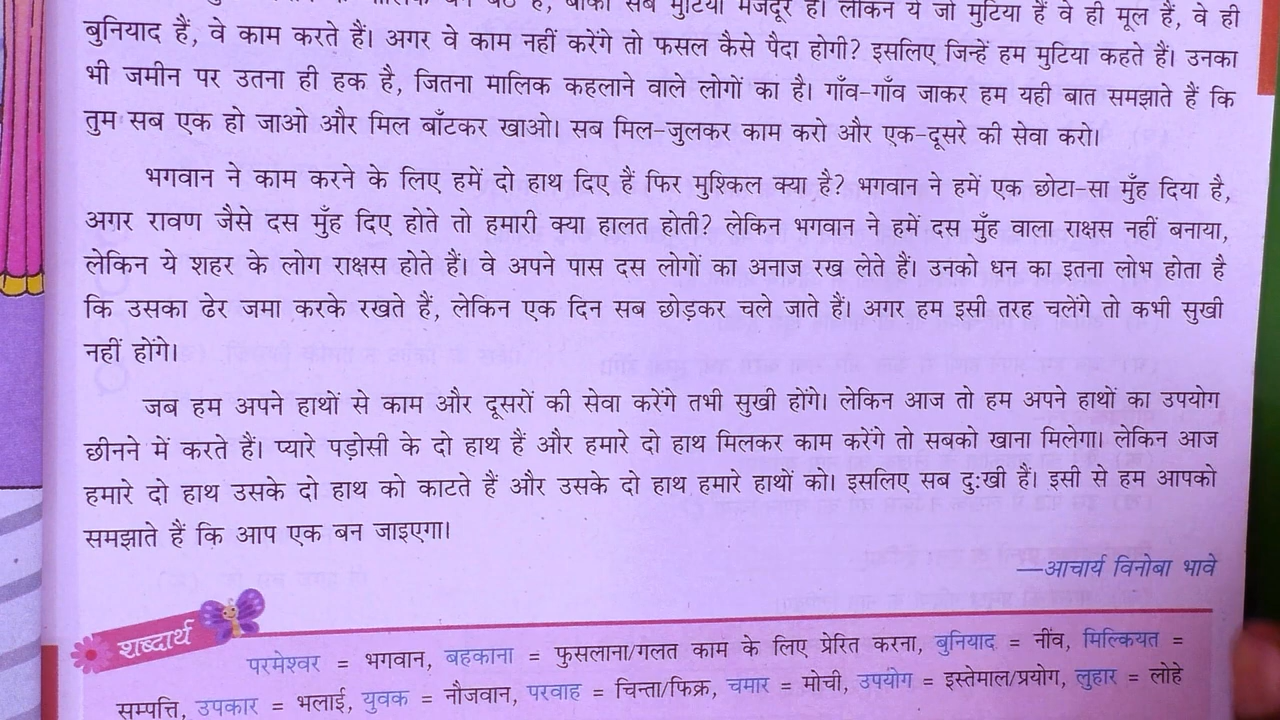 बैठे हैं, बाकी सब मुटिया मजदूर हैं। लेकिन ये जो मुटिया हैं वे ही मूल हैं, वे ही
बुनियाद हैं, वे काम करते हैं। अगर वे काम नहीं करेंगे तो फसल कैसे पैदा होगी? इसलिए जिन्हें हम मुटिया कहते हैं। उनका
भी जमीन पर उतना ही हक है, जितना मालिक कहलाने वाले लोगों का है। गाँव-गाँव जाकर हम यही बात समझाते हैं कि
तुम सब एक हो जाओ और मिल बाँटकर खाओ। सब मिल-जुलकर काम करो और एक-दूसरे की सेवा करो।
भगवान ने काम करने के लिए हमें दो हाथ दिए हैं फिर मुश्किल क्या है? भगवान ने हमें एक छोटा-सा मुँह दिया है,
अगर रावण जैसे दस मुँह दिए होते तो हमारी क्या हालत होती? लेकिन भगवान ने हमें दस मुँह वाला राक्षस नहीं बनाया,
लेकिन ये शहर के लोग राक्षस होते हैं। वे अपने पास दस लोगों का अनाज रख लेते हैं। उनको धन का इतना लोभ होता है
कि उसका ढेर जमा करके रखते हैं, लेकिन एक दिन सब छोड़कर चले जाते हैं। अगर हम इसी तरह चलेंगे तो कभी सुखी
नहीं होंगे।
जब हम अपने हाथों से काम और दूसरों की सेवा करेंगे तभी सुखी होंगे। लेकिन आज तो हम अपने हाथों का उपयोग
छीनने में करते हैं। प्यारे पड़ोसी के दो हाथ हैं और हमारे दो हाथ मिलकर काम करेंगे तो सबको खाना मिलेगा। लेकिन आज
हमारे दो हाथ उसके दो हाथ को काटते हैं और उसके दो हाथ हमारे हाथों को। इसलिए सब दुःखी हैं। इसी से हम आपको
समझाते हैं कि आप एक बन जाइएगा।
—आचार्य विनोबा भावे
शब्दार्थ
परमेश्वर = भगवान, बहकाना = फुसलाना/गलत काम के लिए प्रेरित करना, बुनियाद = नींव, मिल्कियत =
सम्पत्ति, उपकार = भलाई, युवक = नौजवान, परवाह = चिन्ता/फिक्र, चमार = मोची, उपयोग = इस्तेमाल/प्रयोग, लुहार = लोहे